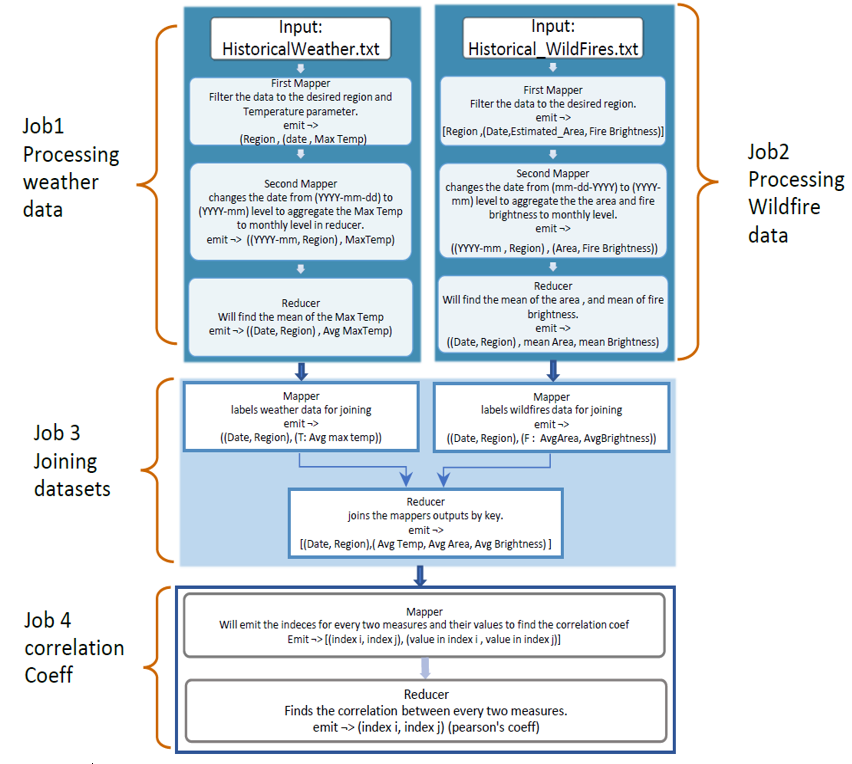 Job1
Processing
weather
data
Input:
HistoricalWeather.txt
First Mapper
Filter the data to the desired region and
Temperature parameter.
emit ¬>
(Region , (date , Max Temp)
Second Mapper
changes the date from (YYYY-mm-dd) to
(YYYY-mm) level to aggregate the Max Temp
to monthly level in reducer.
emit ¬> ((YYYY-mm, Region) , MaxTemp)
Reducer
Will find the mean of the Max Temp
emit ¬> ((Date, Region) , Avg MaxTemp)
Input:
Historical_WildFires.txt
First Mapper
Filter the data to the desired region.
emit ¬>
[Region ,(Date,Estimated_Area, Fire Brightness)]
Second Mapper
changes the date from (mm-dd-YYYY) to (YYYY-
mm) level to aggregate the the area and fire
brightness to monthly level.
emit ¬>
((YYYY-mm , Region) , (Area, Fire Brightness))
Reducer
Will find the mean of the area , and mean of fire
brightness.
emit ¬>
((Date, Region) , mean Area, mean Brightness)
Job2
Processing
Wildfire
data
Job 3
Joining
datasets
Mapper
labels weather data for joining
emit ¬>
((Date, Region), (T: Avg max temp))
Mapper
labels wildfires data for joining
emit ¬>
((Date, Region), (F : AvgArea, AvgBrightness))
Reducer
joins the mappers outputs by key.
emit ¬>
[(Date, Region),( Avg Temp, Avg Area, Avg Brightness) ]
Job 4
correlation
Coeff
Mapper
Will emit the indeces for every two measures and their values to find the correlation coef
Emit ¬> [(index i, index j), (value in index i , value in index j)]
Reducer
Finds the correlation between every two measures.
emit ¬> (index i, index j) (pearson's coeff)